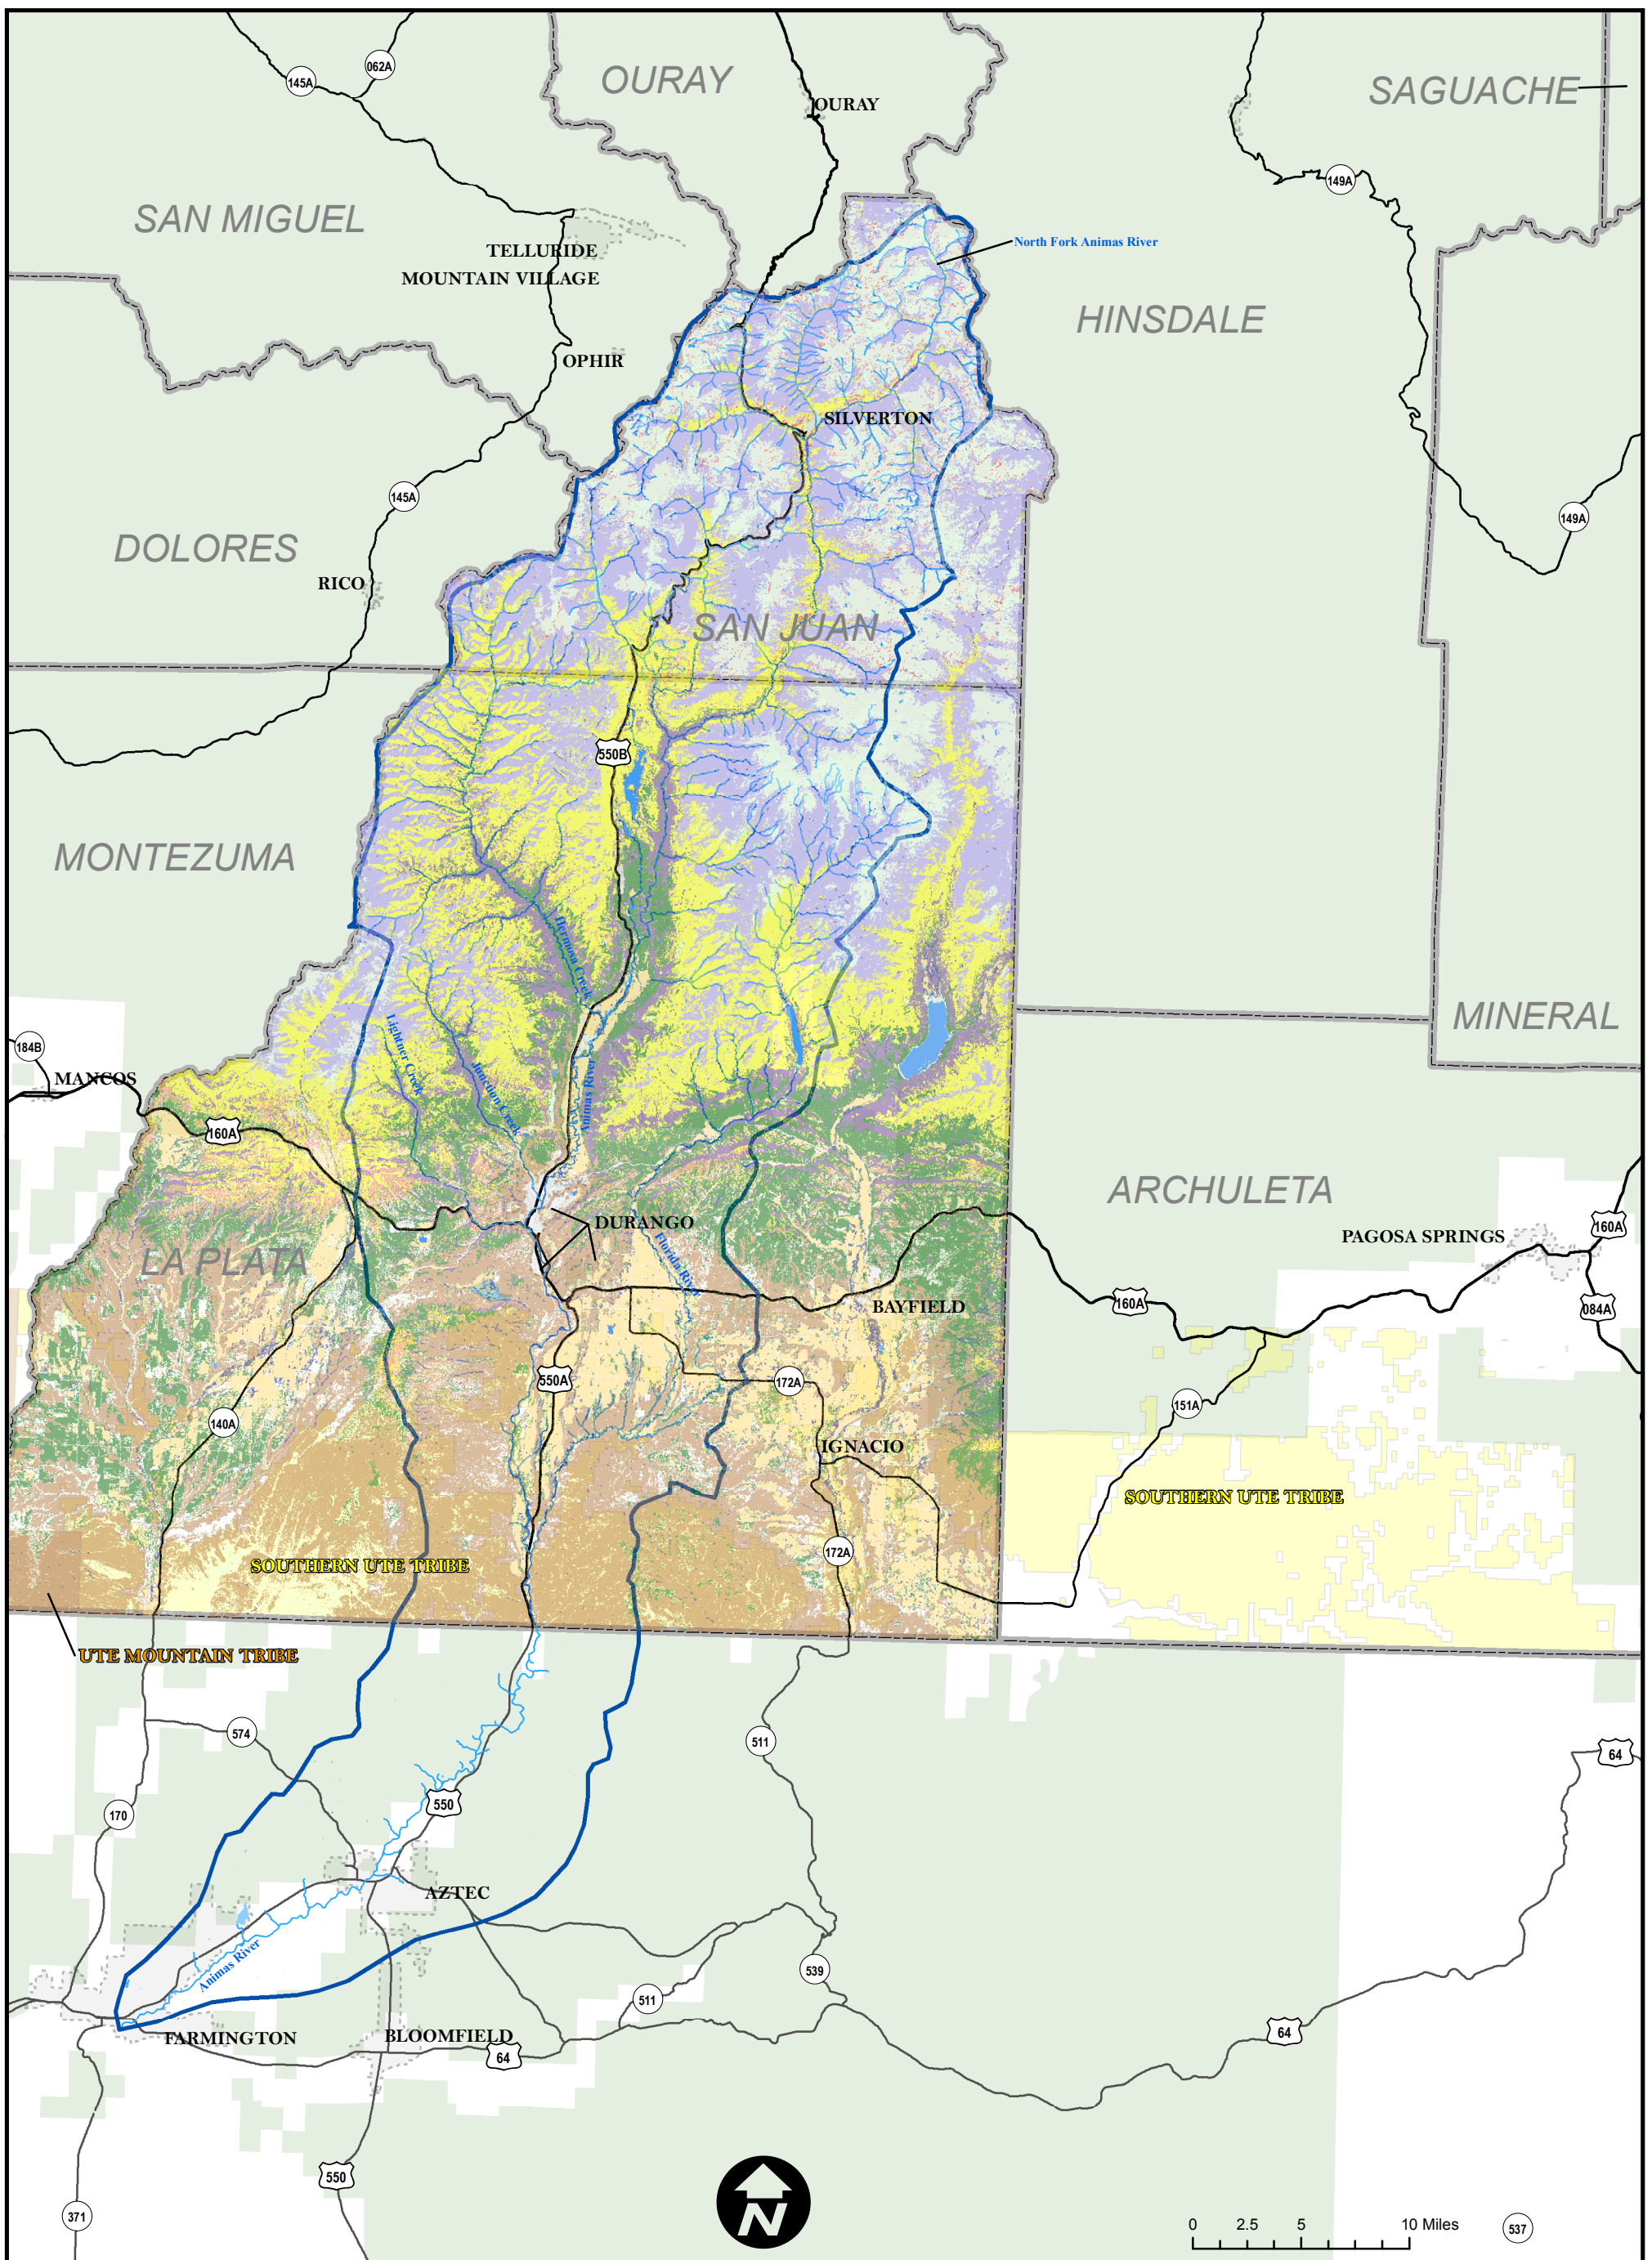 062A
145A
OURAY
SAGUACHE
OURAY
149A
SAN MIGUEL
North Fork Animas River
TELLURIDE
MOUNTAIN VILLAGE
HINSDALE
OPHIR
SILVERTON
145A
149A
DOLORES
RICO
SAN JUAN
550B
MONTEZUMA
Hermosa Creek
MINERAL
Lightner Creek
184B
MANCOS
Junction Creek
Animas River
160A
ARCHULETA
DURANGO
160A
PAGOSA SPRINGS
LA PLATA
Florida River
160A
BAYFIELD
084A
550A
172A
151A
140A
IGNACIO
SOUTHERN UTE TRIBE
172A
SOUTHERN UTE TRIBE
UTE MOUNTAIN TRIBE
574
511
64
550
170
AZTEC
Animas River
539
511
64
FARMINGTON
BLOOMFIELD
64
550
N
371
0 2.5 5 10 Miles
537